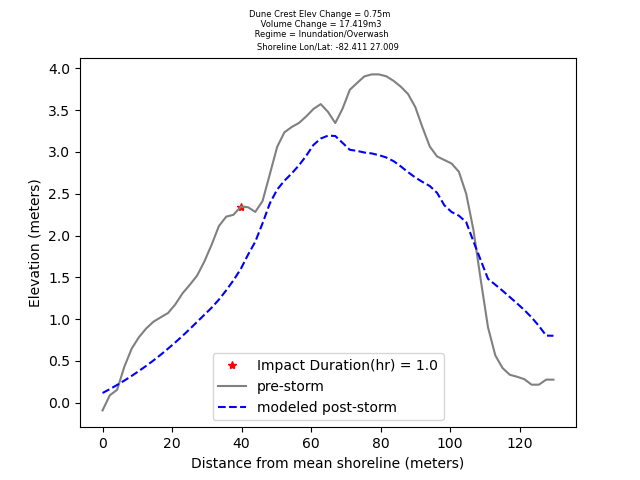 Dune Crest Elev Change = 0.75m
Volume Change = 17.419m3
Regime = Inundation/Overwash
Shoreline Lon/Lat: -82.411 27.009
4.0
3.5
3.0
2.5
2.0
1.5
1.0
0.5
0.0
Elevation (meters)
Impact Duration(hr) = 1.0
pre-storm
modeled post-storm
0 20 40 60 80 100 120
Distance from mean shoreline (meters)